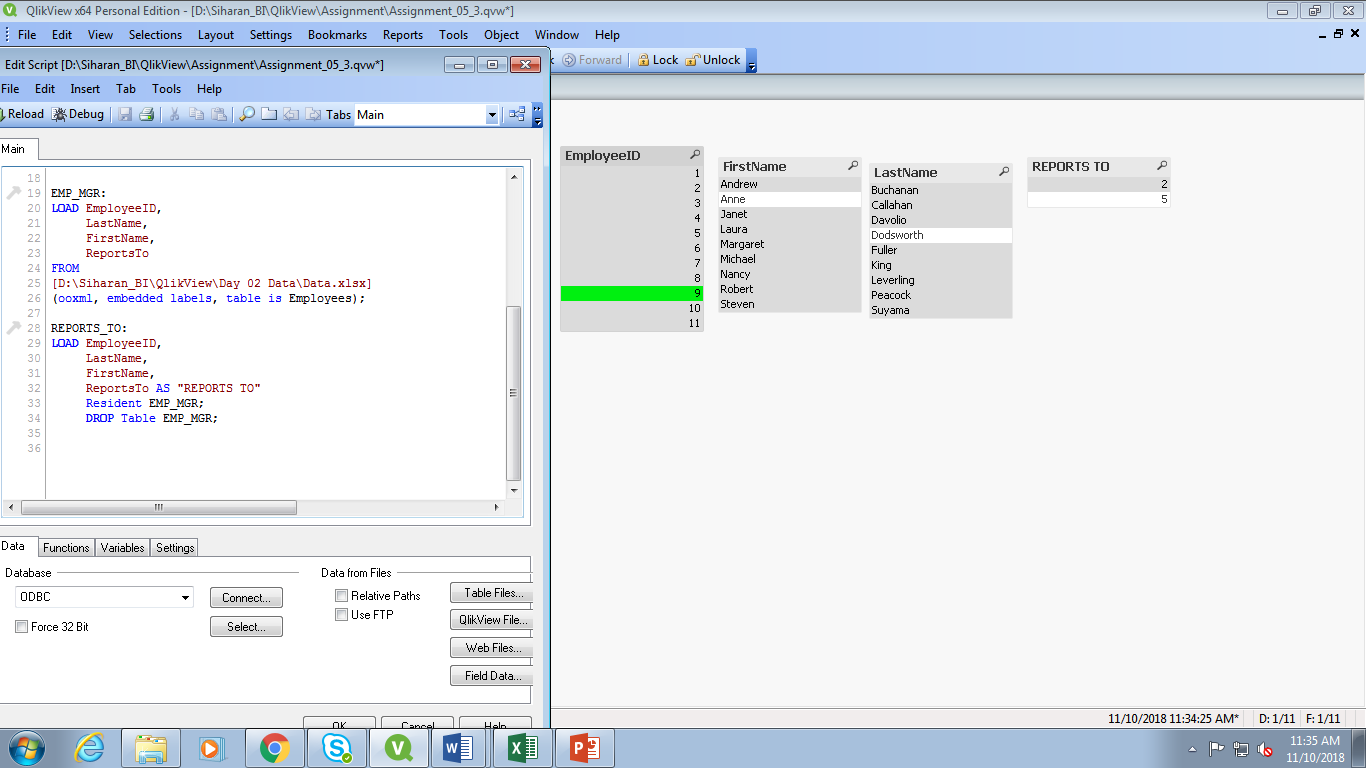 QlikView x64 Personal Edition - [D:\Siharan_BI\QlikView\Assignment\Assignment_05_3.qvw*]
File Edit View Selections Layout Settings Bookmarks Reports Tools Object Window Help
Forward Lock Unlock
Edit Script [D:\Siharan_BI\QlikView\Assignment\Assignment_05_3.qvw*]
File Edit Insert Tab Tools Help
Reload Debug Tabs Main
Main
18
19 EMP_MGR:
20 LOAD EmployeeID,
21 LastName,
22 FirstName,
23 ReportsTo
24 FROM
25 [D:\Siharan_BI\QlikView\Day 02 Data\Data.xlsx]
26 (ooxml, embedded labels, table is Employees);
27
28 REPORTS_TO:
29 LOAD EmployeeID,
30 LastName,
31 FirstName,
32 ReportsTo AS "REPORTS TO"
33 Resident EMP_MGR;
34 DROP Table EMP_MGR;
35
36
Data Functions Variables Settings
Database
ODBC
Connect...
Force 32 Bit
Select...
Data from Files
Relative Paths
Use FTP
Table Files...
QlikView File...
Web Files...
Field Data...
OK Cancel Help
EmployeeID
1
2
3
4
5
6
7
8
9
10
11
FirstName
Andrew
Anne
Janet
Laura
Margaret
Michael
Nancy
Robert
Steven
LastName
Buchanan
Callahan
Davolio
Dodsworth
Fuller
King
Leverling
Peacock
Suyama
REPORTS TO
2
5
11/10/2018 11:34:25 AM* D: 1/11 F: 1/11
11:35 AM
11/10/2018